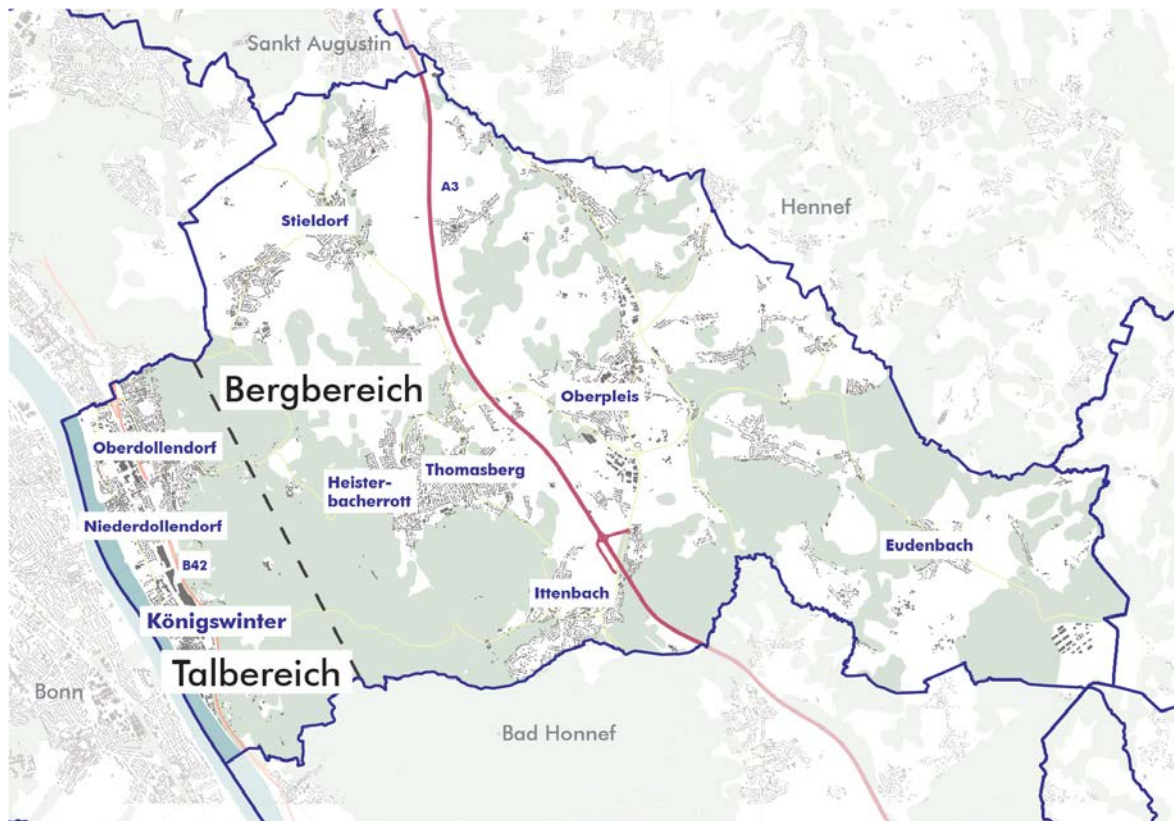 Sankt Augustin
A3
Hennef
Stieldorf
Bergbereich
Oberpleis
Oberdollendorf
Thomasberg
Heister-
bacherrott
Niederdollendorf
Eudenbach
B42
Ittenbach
Königswinter
Talbereich
Bonn
Bad Honnef